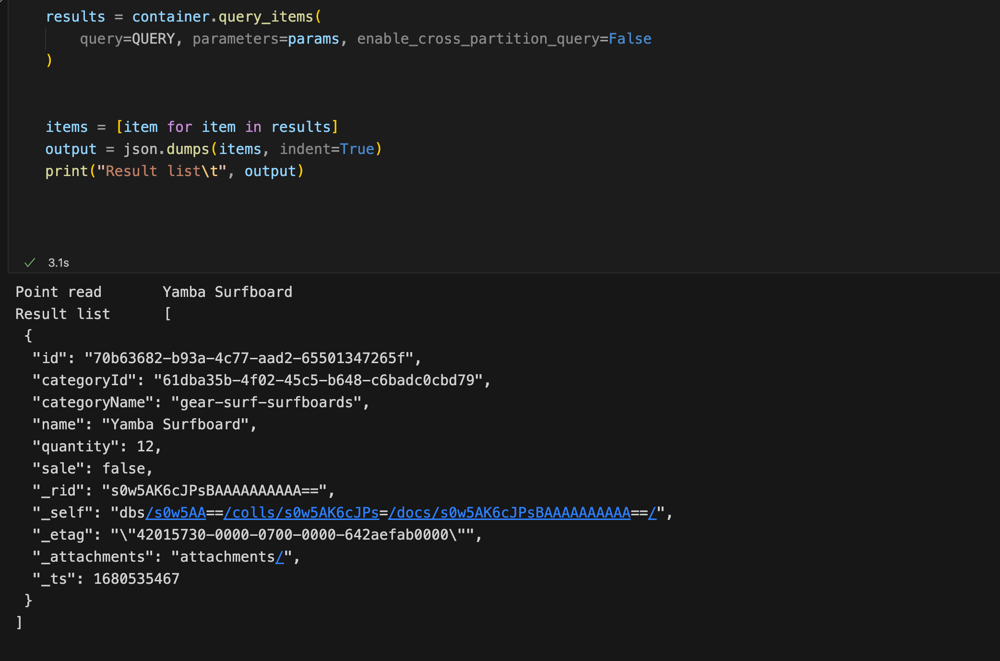 results = container.query_items(
    query=QUERY, parameters=params, enable_cross_partition_query=False
)
items = [item for item in results]
output = json.dumps(items, indent=True)
print("Result list\t", output)
3.1s
Point read       Yamba Surfboard
Result list      [
 {
  "id": "70b63682-b93a-4c77-aad2-65501347265f",
  "categoryId": "61dba35b-4f02-45c5-b648-c6badc0cbd79",
  "categoryName": "gear-surf-surfboards",
  "name": "Yamba Surfboard",
  "quantity": 12,
  "sale": false,
  "_rid": "s0w5AK6cJPsBAAAAAAAAAA==",
  "_self": "dbs/s0w5AA==/colls/s0w5AK6cJPs=/docs/s0w5AK6cJPsBAAAAAAAAAA==/",
  "_etag": "\"42015730-0000-0700-0000-642aefab0000\"",
  "_attachments": "attachments/",
  "_ts": 1680535467
 }
]